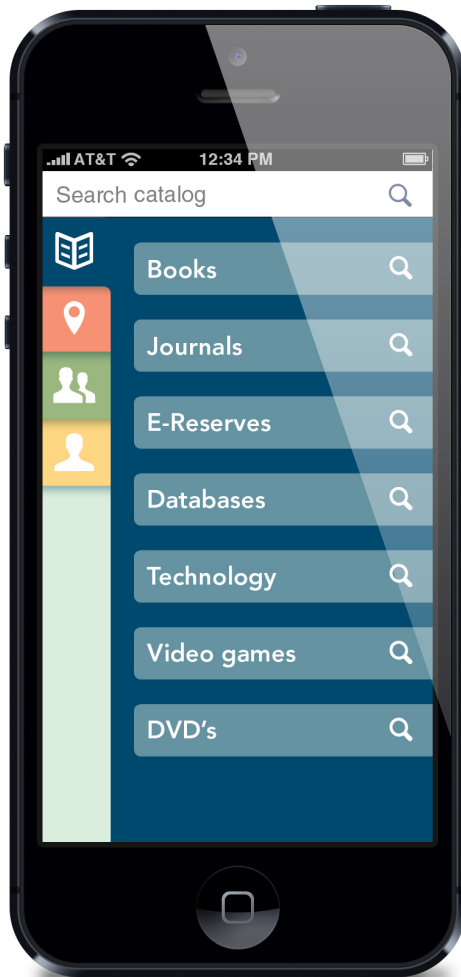 AT&T 12:34 PM
Search catalog
Books
Journals
E-Reserves
Databases
Technology
Video games
DVD's